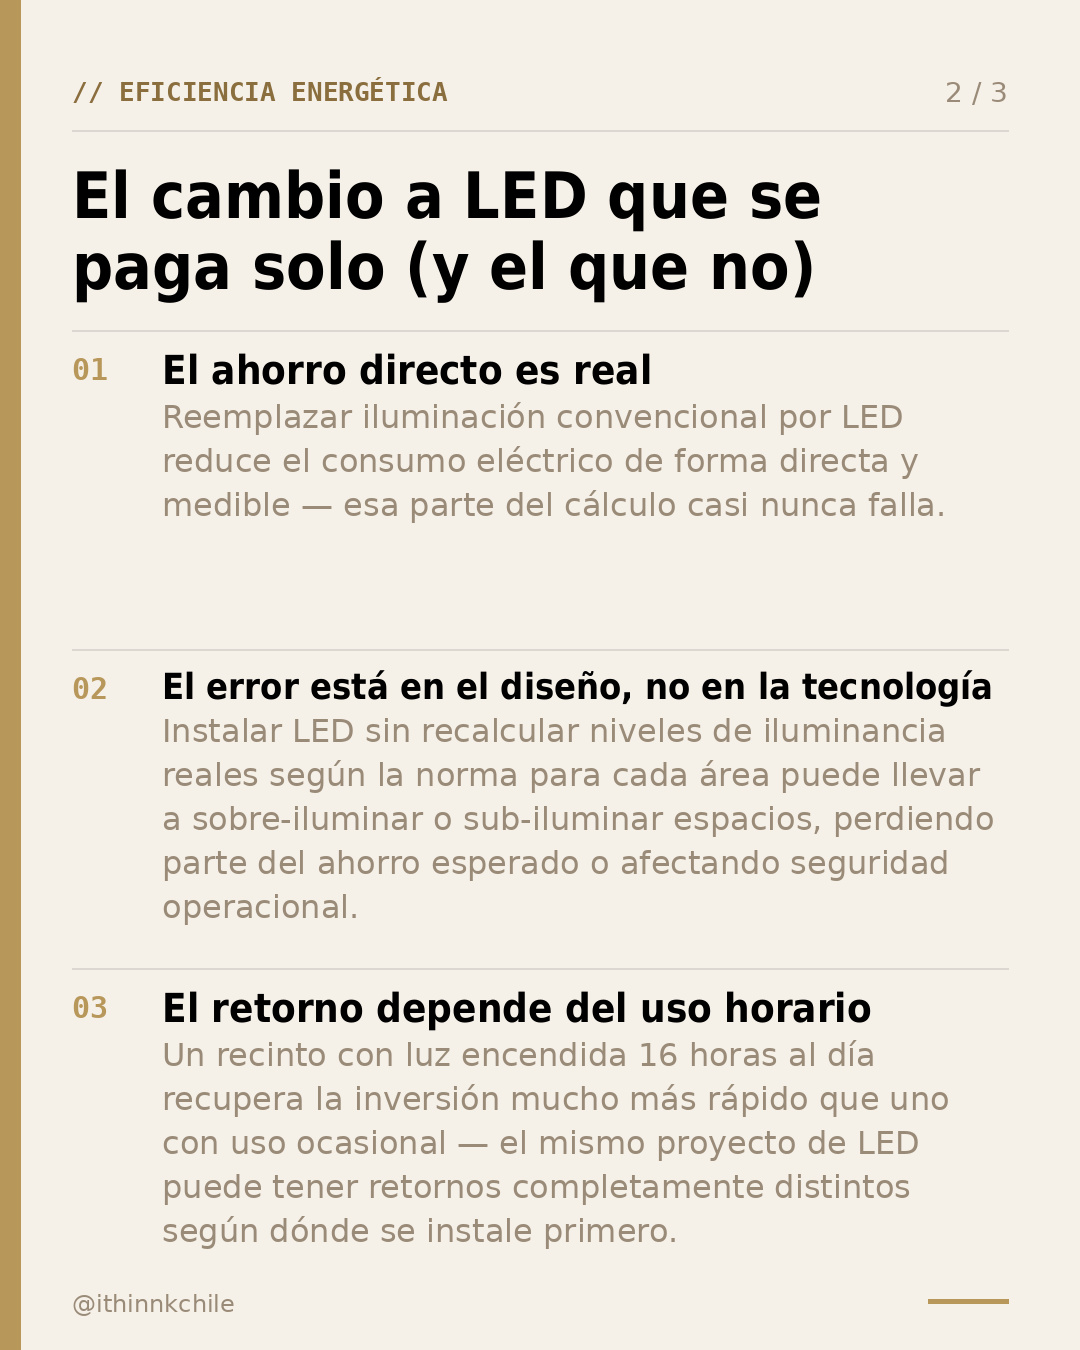 // EFICIENCIA ENERGÉTICA
2 / 3
El cambio a LED que se
paga solo (y el que no)
01
El ahorro directo es real
Reemplazar iluminación convencional por LED
reduce el consumo eléctrico de forma directa y
medible — esa parte del cálculo casi nunca falla.
02
El error está en el diseño, no en la tecnología
Instalar LED sin recalcular niveles de iluminancia
reales según la norma para cada área puede llevar
a sobre-iluminar o sub-iluminar espacios, perdiendo
parte del ahorro esperado o afectando seguridad
operacional.
03
El retorno depende del uso horario
Un recinto con luz encendida 16 horas al día
recupera la inversión mucho más rápido que uno
con uso ocasional — el mismo proyecto de LED
puede tener retornos completamente distintos
según dónde se instale primero.
@ithinnkchile